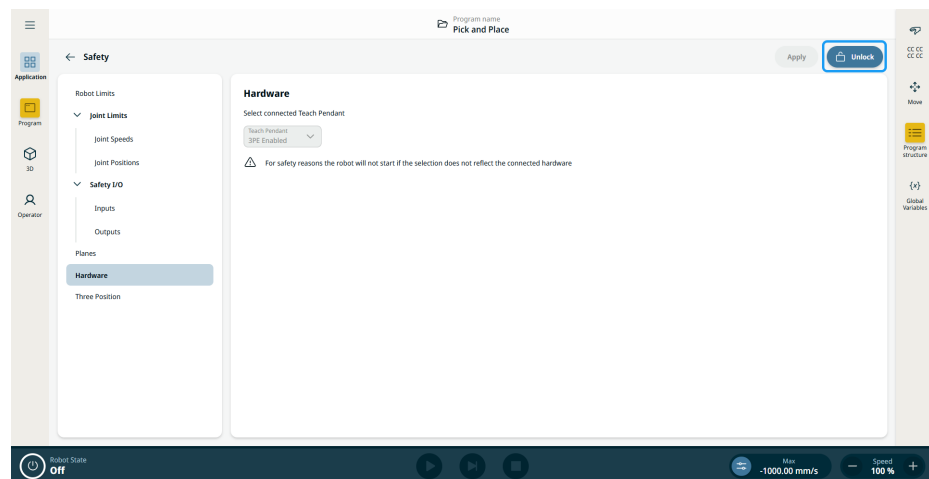 Program name
Pick and Place
Application
Program
3D
Operator
Safety
Apply
Unlock
Robot Limits
Joint Limits
Joint Speeds
Joint Positions
Safety I/O
Inputs
Outputs
Planes
Hardware
Three Position
Hardware
Select connected Teach Pendant
Teach Pendant
3PE Enabled
For safety reasons the robot will not start if the selection does not reflect the connected hardware
CC CC
CC CC
Move
Program
structure
{x}
Global
Variables
Robot State
Off
Max
-1000.00 mm/s
Speed
100 %